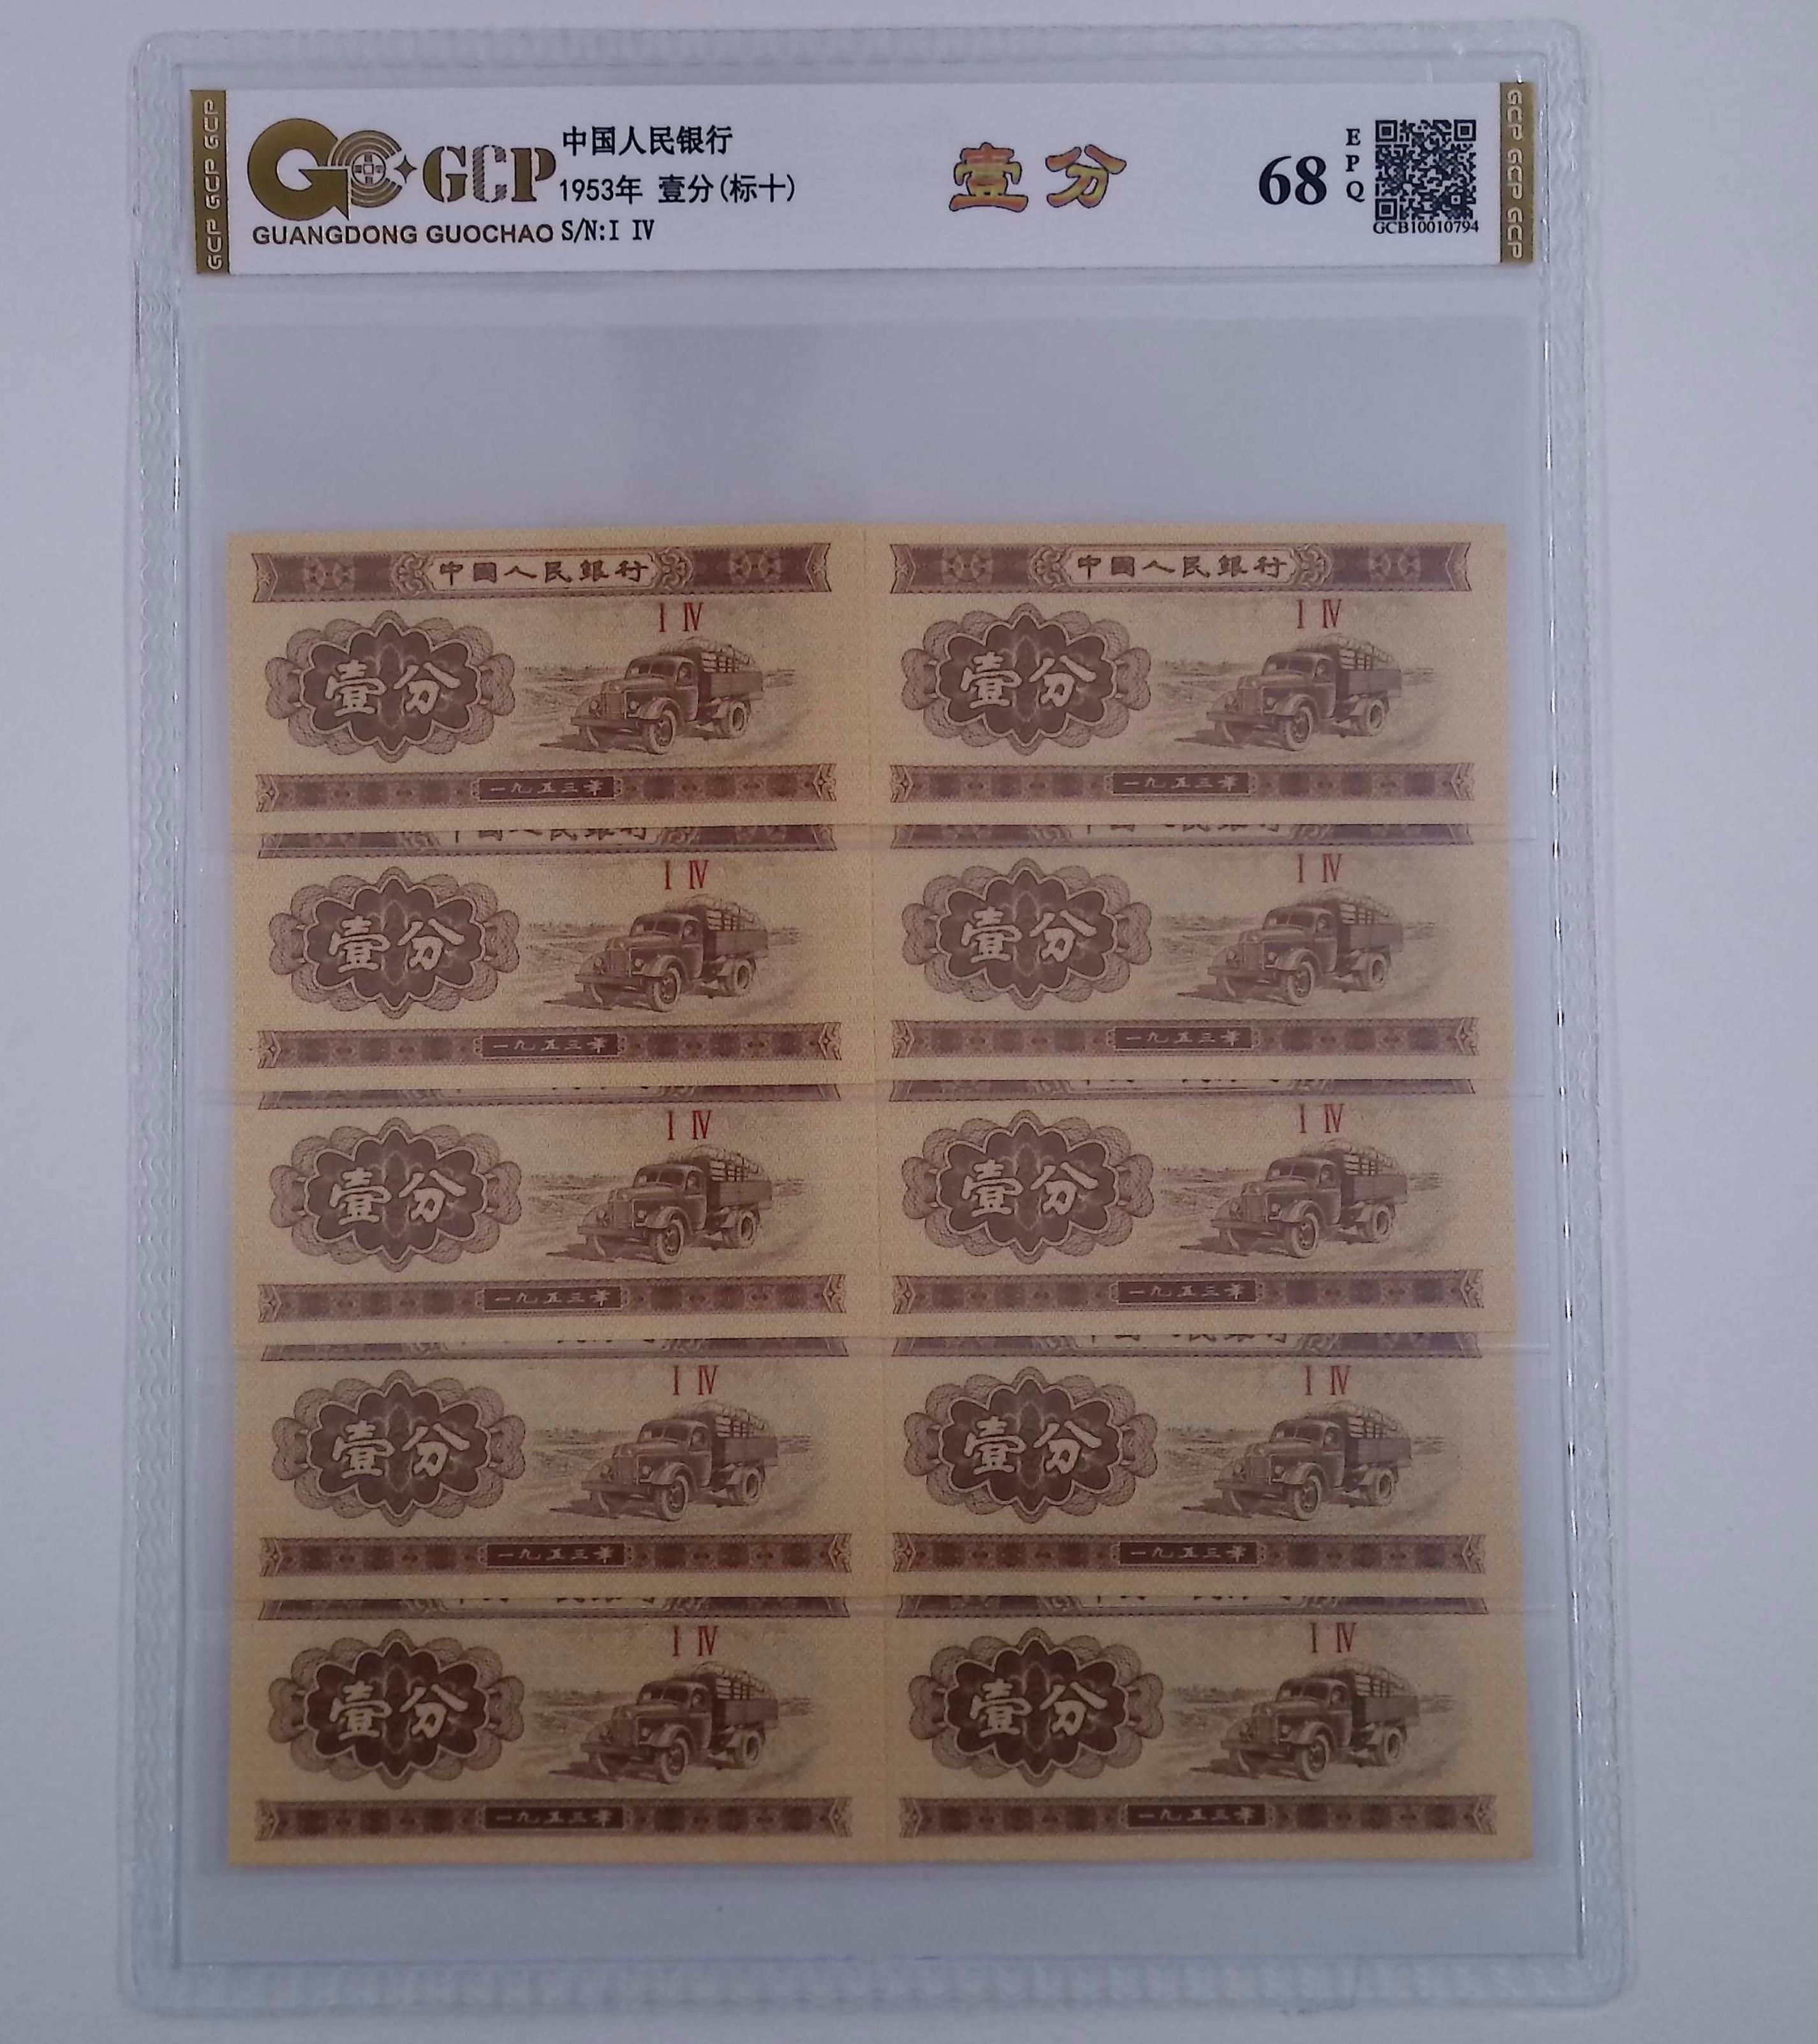 GCP
中国人民银行
1953年 壹分(标十)
GUANGDONG GUOCHAO S/N:I IV
壹分
68
EPQ
GCB10010794
GCP GCP GCP
GCP GCP GCP
中國人民銀行
I IV
壹分
一九五三年
中國人民銀行
I IV
壹分
一九五三年
中國人民銀行
I IV
壹分
一九五三年
I IV
壹分
一九五三年
I IV
壹分
一九五三年
I IV
壹分
一九五三年
I IV
壹分
一九五三年
I IV
壹分
一九五三年
I IV
壹分
一九五三年
I IV
壹分
一九五三年